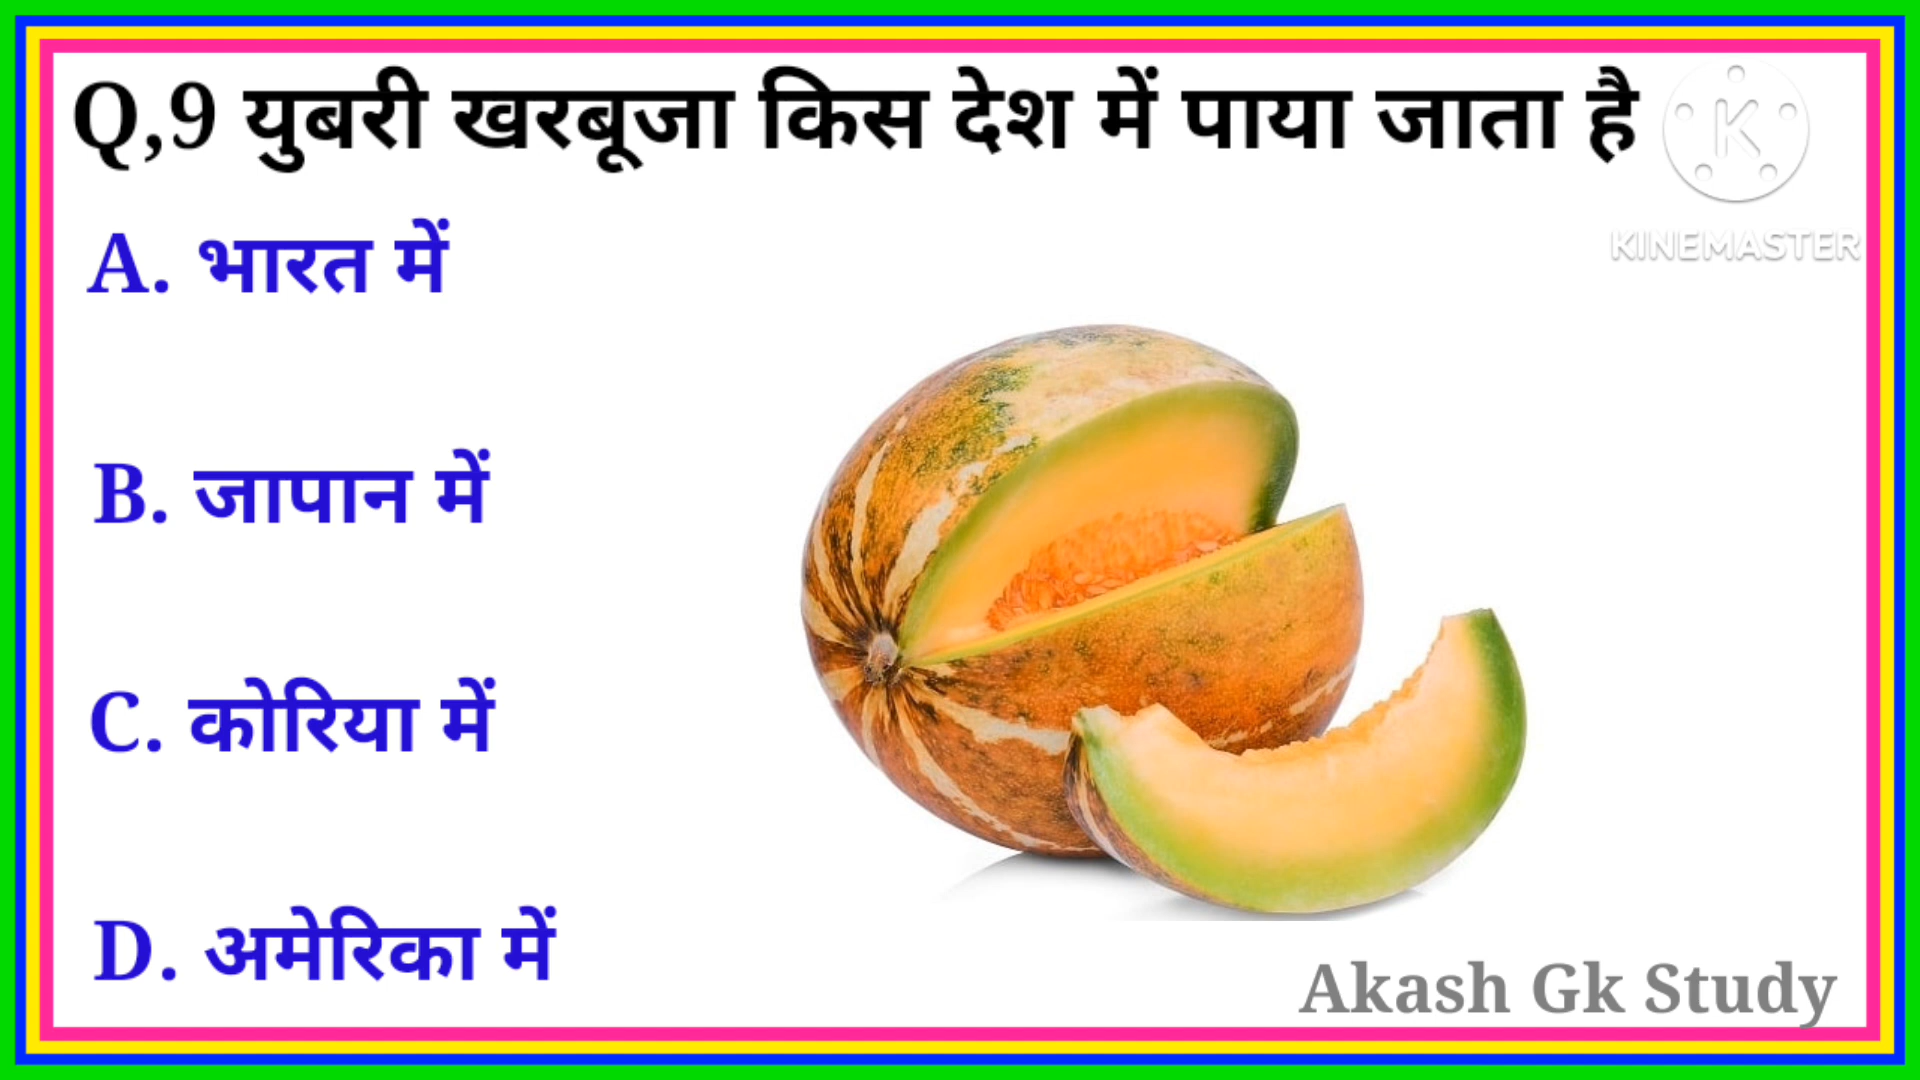 Q,9 युबरी खरबूजा किस देश में पाया जाता है
KINEMASTER
A. भारत में
B. जापान में
C. कोरिया में
D. अमेरिका में
Akash Gk Study